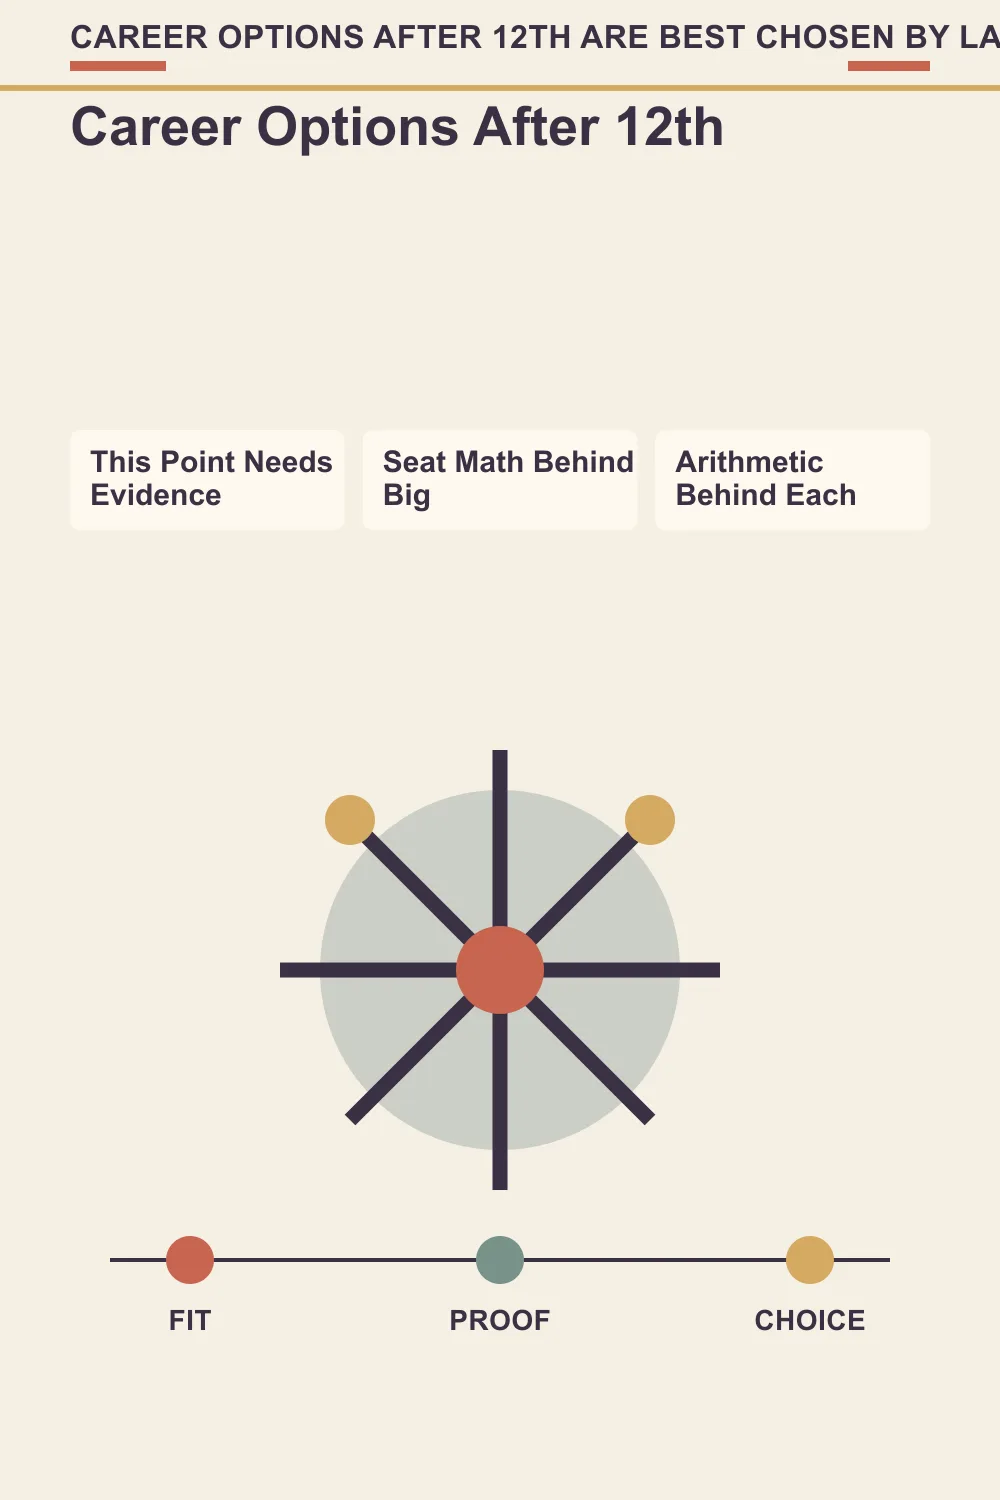 CAREER OPTIONS AFTER 12TH ARE BEST CHOSEN BY LA
Career Options After 12th
This Point Needs
Evidence
Seat Math Behind
Big
Arithmetic
Behind Each
FIT
PROOF
CHOICE